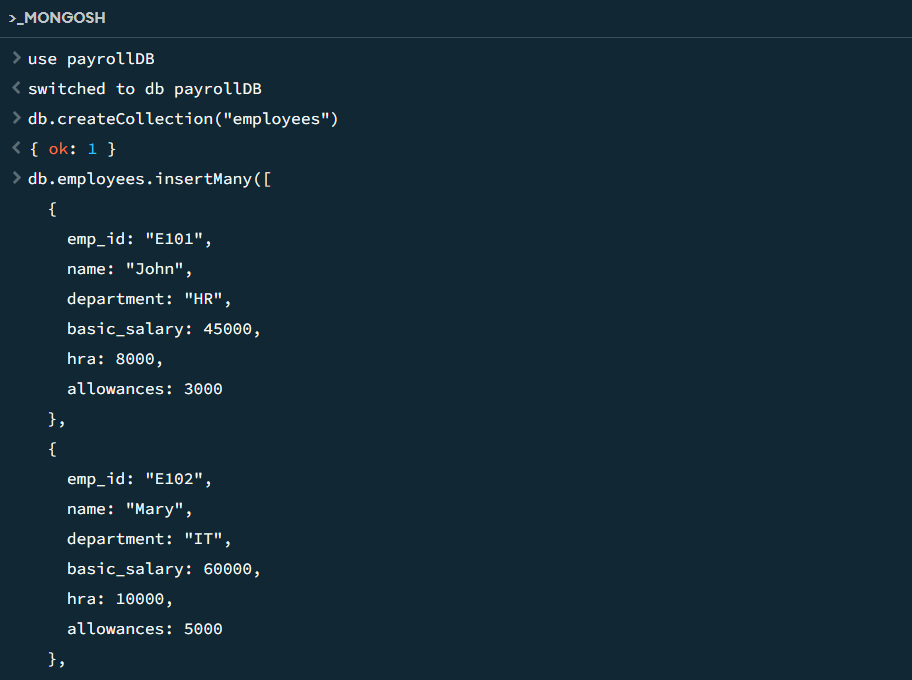 >_MONGOSH
> use payrollDB
< switched to db payrollDB
> db.createCollection("employees")
< { ok: 1 }
> db.employees.insertMany([
{
emp_id: "E101",
name: "John",
department: "HR",
basic_salary: 45000,
hra: 8000,
allowances: 3000
},
{
emp_id: "E102",
name: "Mary",
department: "IT",
basic_salary: 60000,
hra: 10000,
allowances: 5000
},